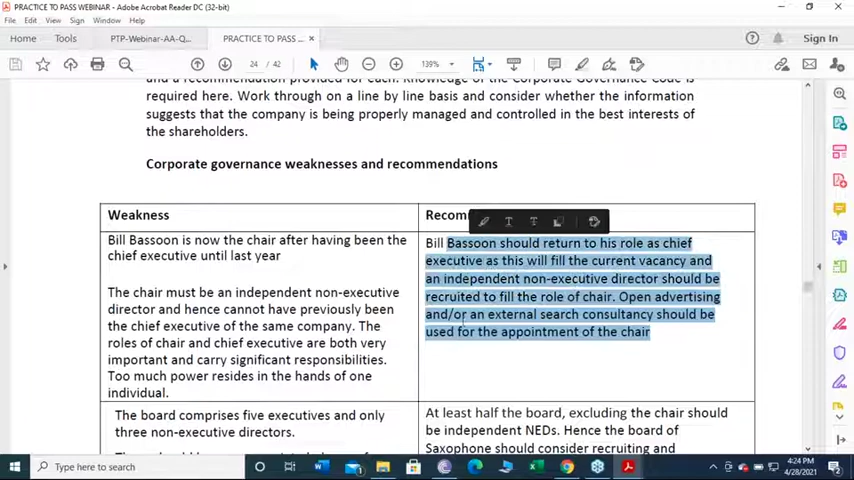 PRACTICE TO PASS WEBINAR - Adobe Acrobat Reader DC (32-bit)
File Edit View Sign Window Help
Home Tools PTP-Webinar-AA-Q... PRACTICE TO PASS ... × Sign In
24 / 42 139%
and a recommendation provided for each. Knowledge of the Corporate Governance Code is
required here. Work through on a line by line basis and consider whether the information
suggests that the company is being properly managed and controlled in the best interests of
the shareholders.
Corporate governance weaknesses and recommendations
Weakness
Bill Bassoon is now the chair after having been the
chief executive until last year
The chair must be an independent non-executive
director and hence cannot have previously been
the chief executive of the same company. The
roles of chair and chief executive are both very
important and carry significant responsibilities.
Too much power resides in the hands of one
individual.
Recom
Bill Bassoon should return to his role as chief
executive as this will fill the current vacancy and
an independent non-executive director should be
recruited to fill the role of chair. Open advertising
and/or an external search consultancy should be
used for the appointment of the chair
The board comprises five executives and only
three non-executive directors.
At least half the board, excluding the chair should
be independent NEDs. Hence the board of
Saxophone should consider recruiting and
Type here to search
4:24 PM
4/28/2021